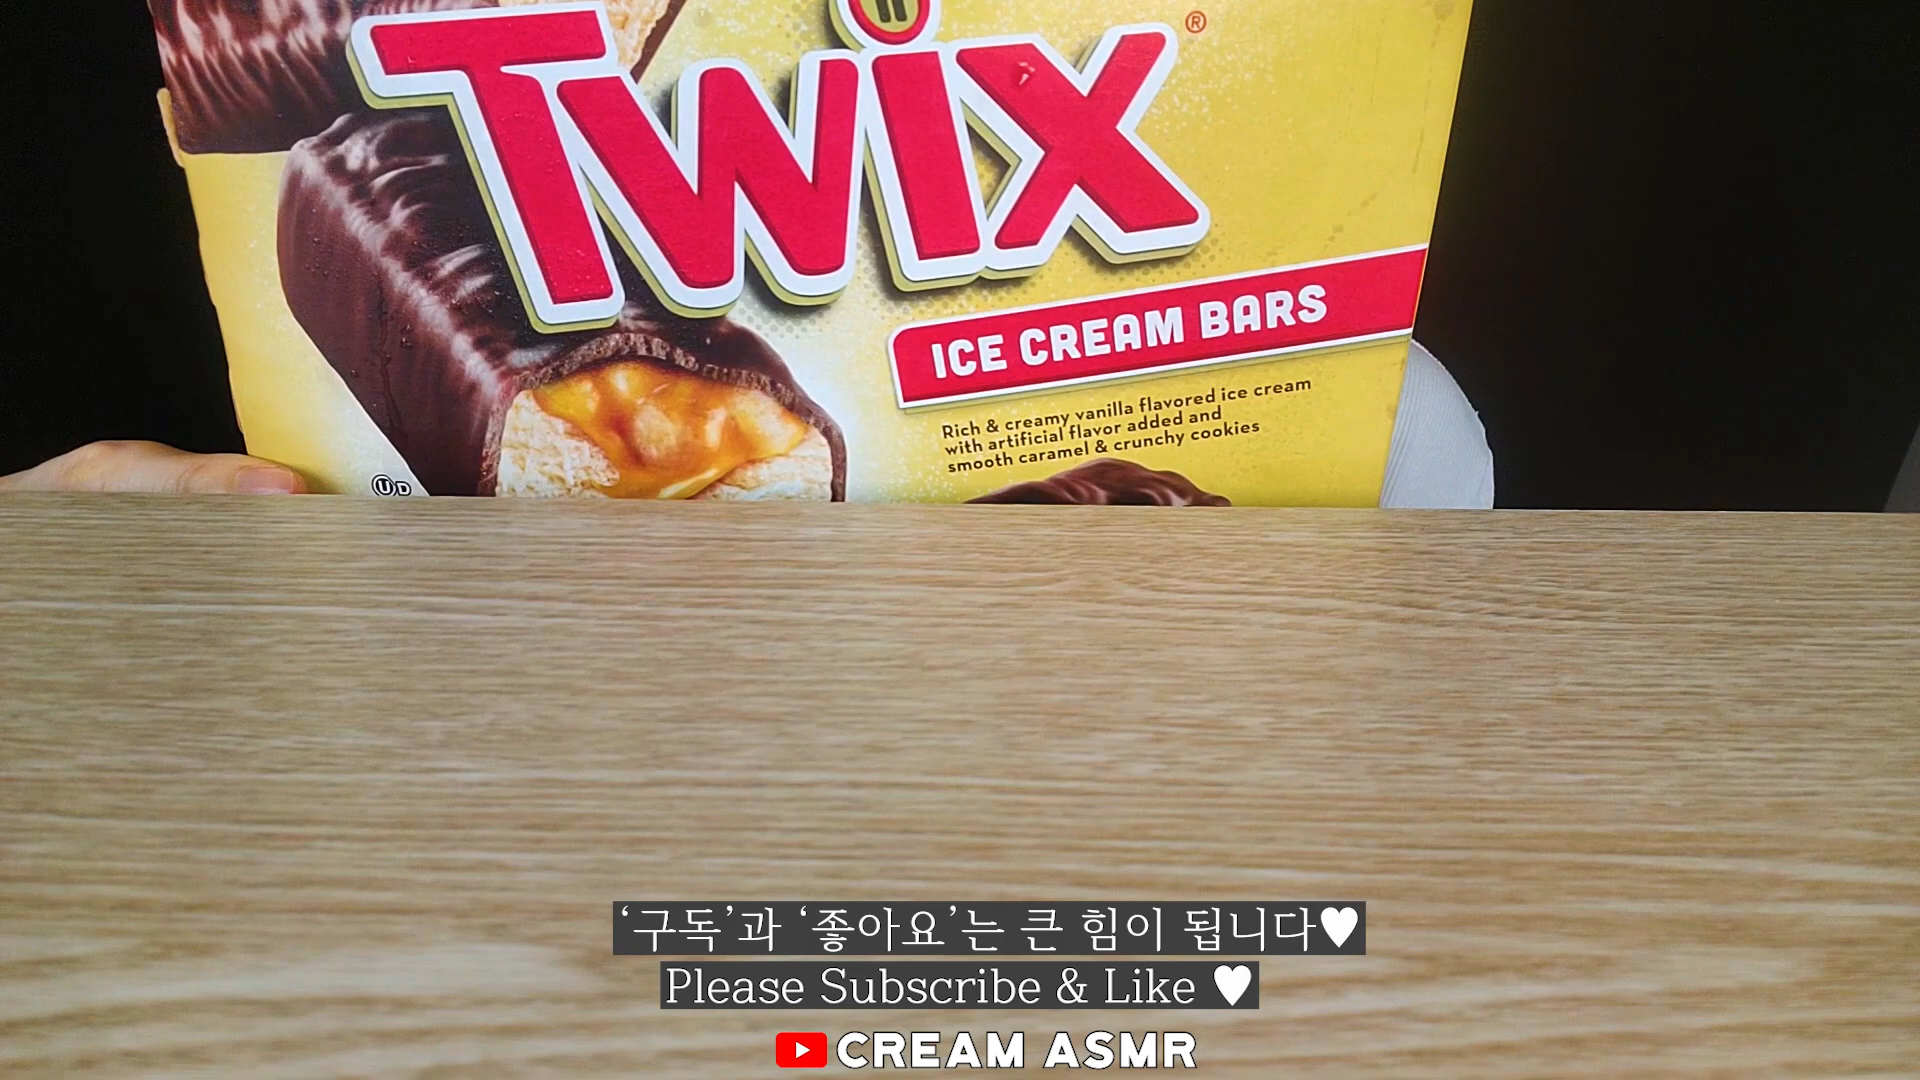 TWix®
ICE CREAM BARS
Rich & creamy vanilla flavored ice cream
with artificial flavor added and
smooth caramel & crunchy cookies
UD
‘구독’과 ‘좋아요’는 큰 힘이 됩니다♥
Please Subscribe & Like ♥
CREAM ASMR